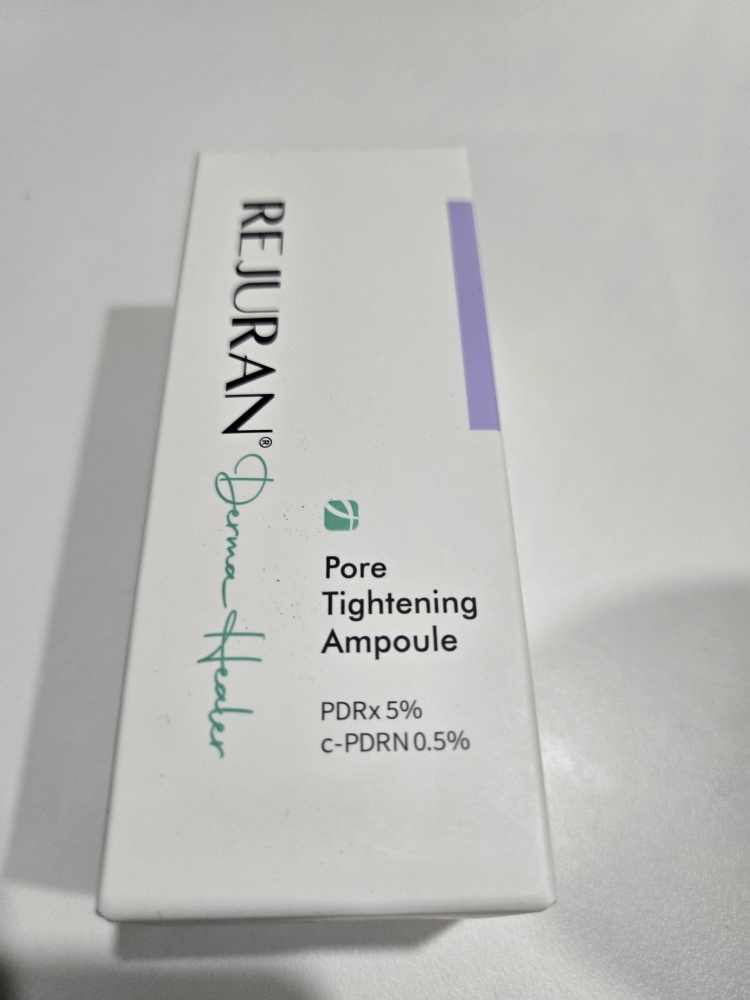 REJURAN®
Derma Healer
Pore
Tightening
Ampoule
PDRx 5%
c-PDRN 0.5%